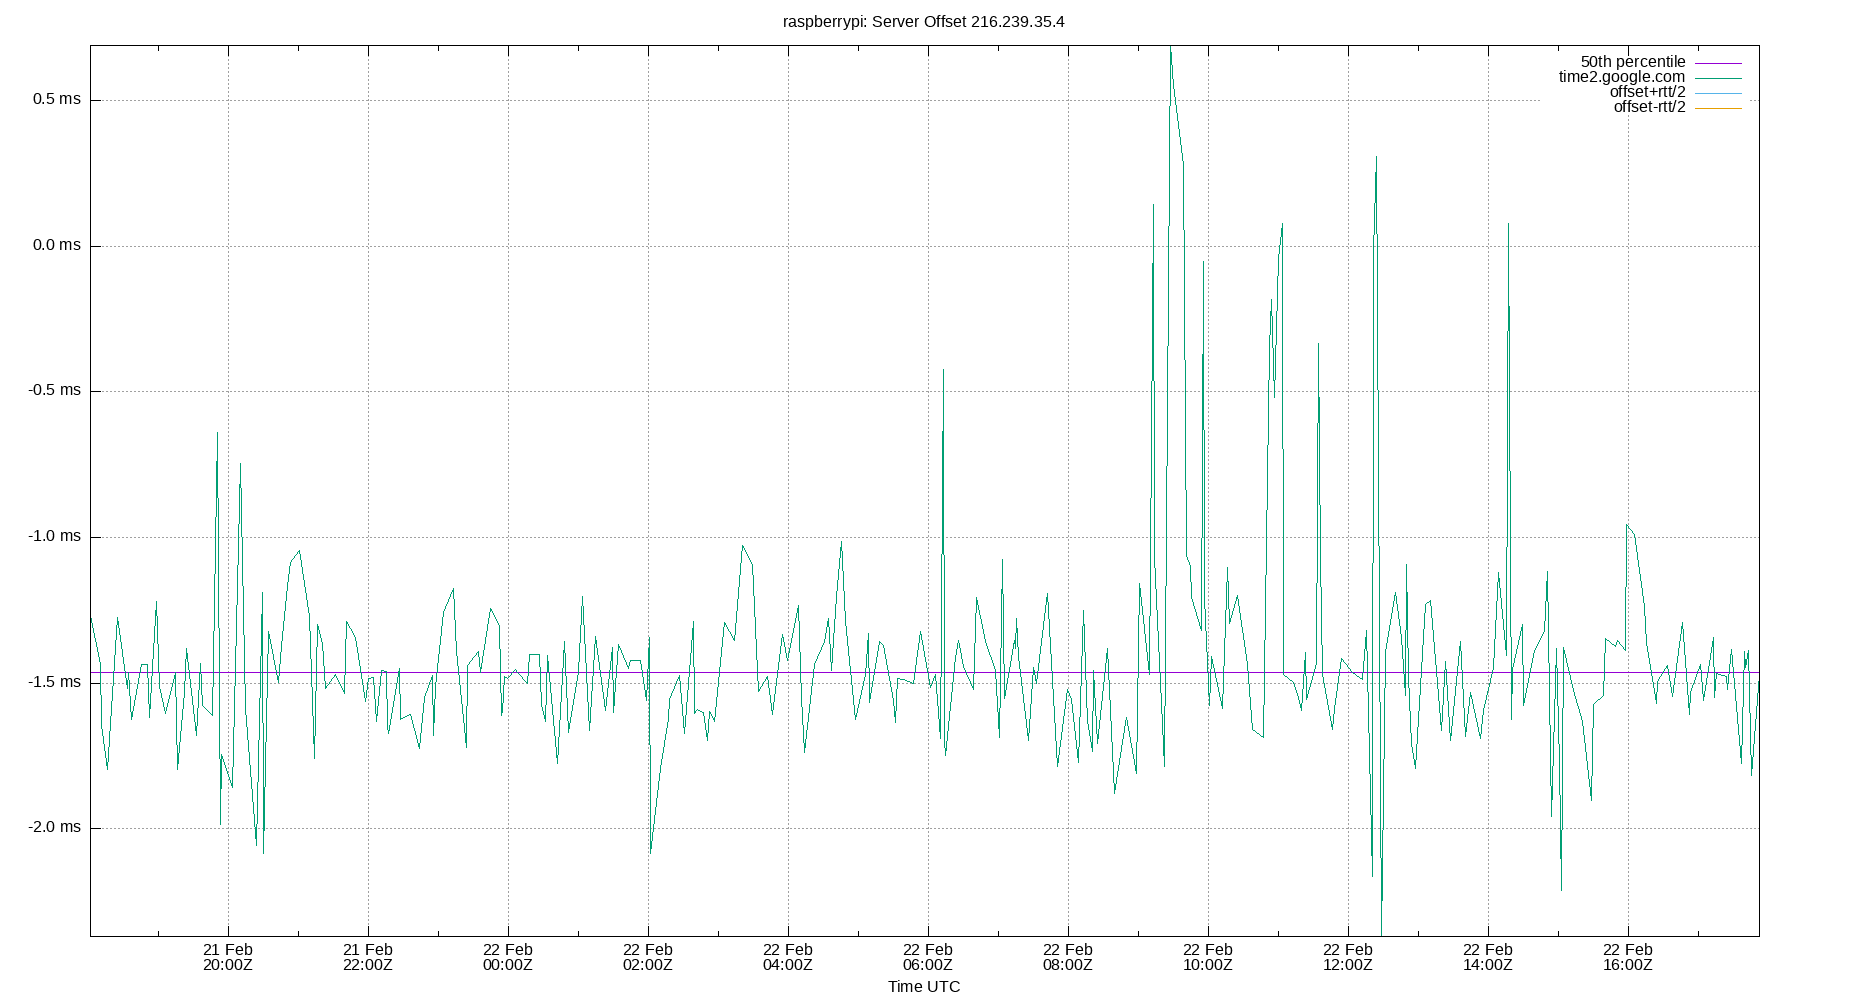 raspberrypi: Server Offset 216.239.35.4
50th percentile
time2.google.com
offset+rtt/2
offset-rtt/2
0.5 ms
0.0 ms
-0.5 ms
-1.0 ms
-1.5 ms
-2.0 ms
21 Feb 21 Feb 22 Feb 22 Feb 22 Feb 22 Feb 22 Feb 22 Feb 22 Feb 22 Feb 22 Feb
20:00Z 22:00Z 00:00Z 02:00Z 04:00Z 06:00Z 08:00Z 10:00Z 12:00Z 14:00Z 16:00Z
Time UTC